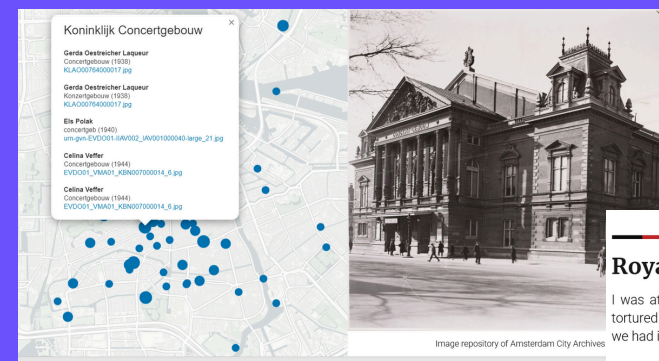 Koninklijk Concertgebouw
×
Gerda Oestreicher Laqueur
Concertgebouw (1938)
KLAO00764000017.jpg
Gerda Oestreicher Laqueur
Konzertgebouw (1938)
KLAO00764000017.jpg
Els Polak
concertgeb (1940)
urn-gvn-EVDO01-IIAV002_IAV001000040-large_21.jpg
Celina Veffer
Concertgebouw (1944)
EVDO01_VMA01_KBN007000014_6.jpg
Celina Veffer
Concertgebouw (1944)
EVDO01_VMA01_KBN007000014_6.jpg
Image repository of Amsterdam City Archives
Roya
I was at
tortured
we had i